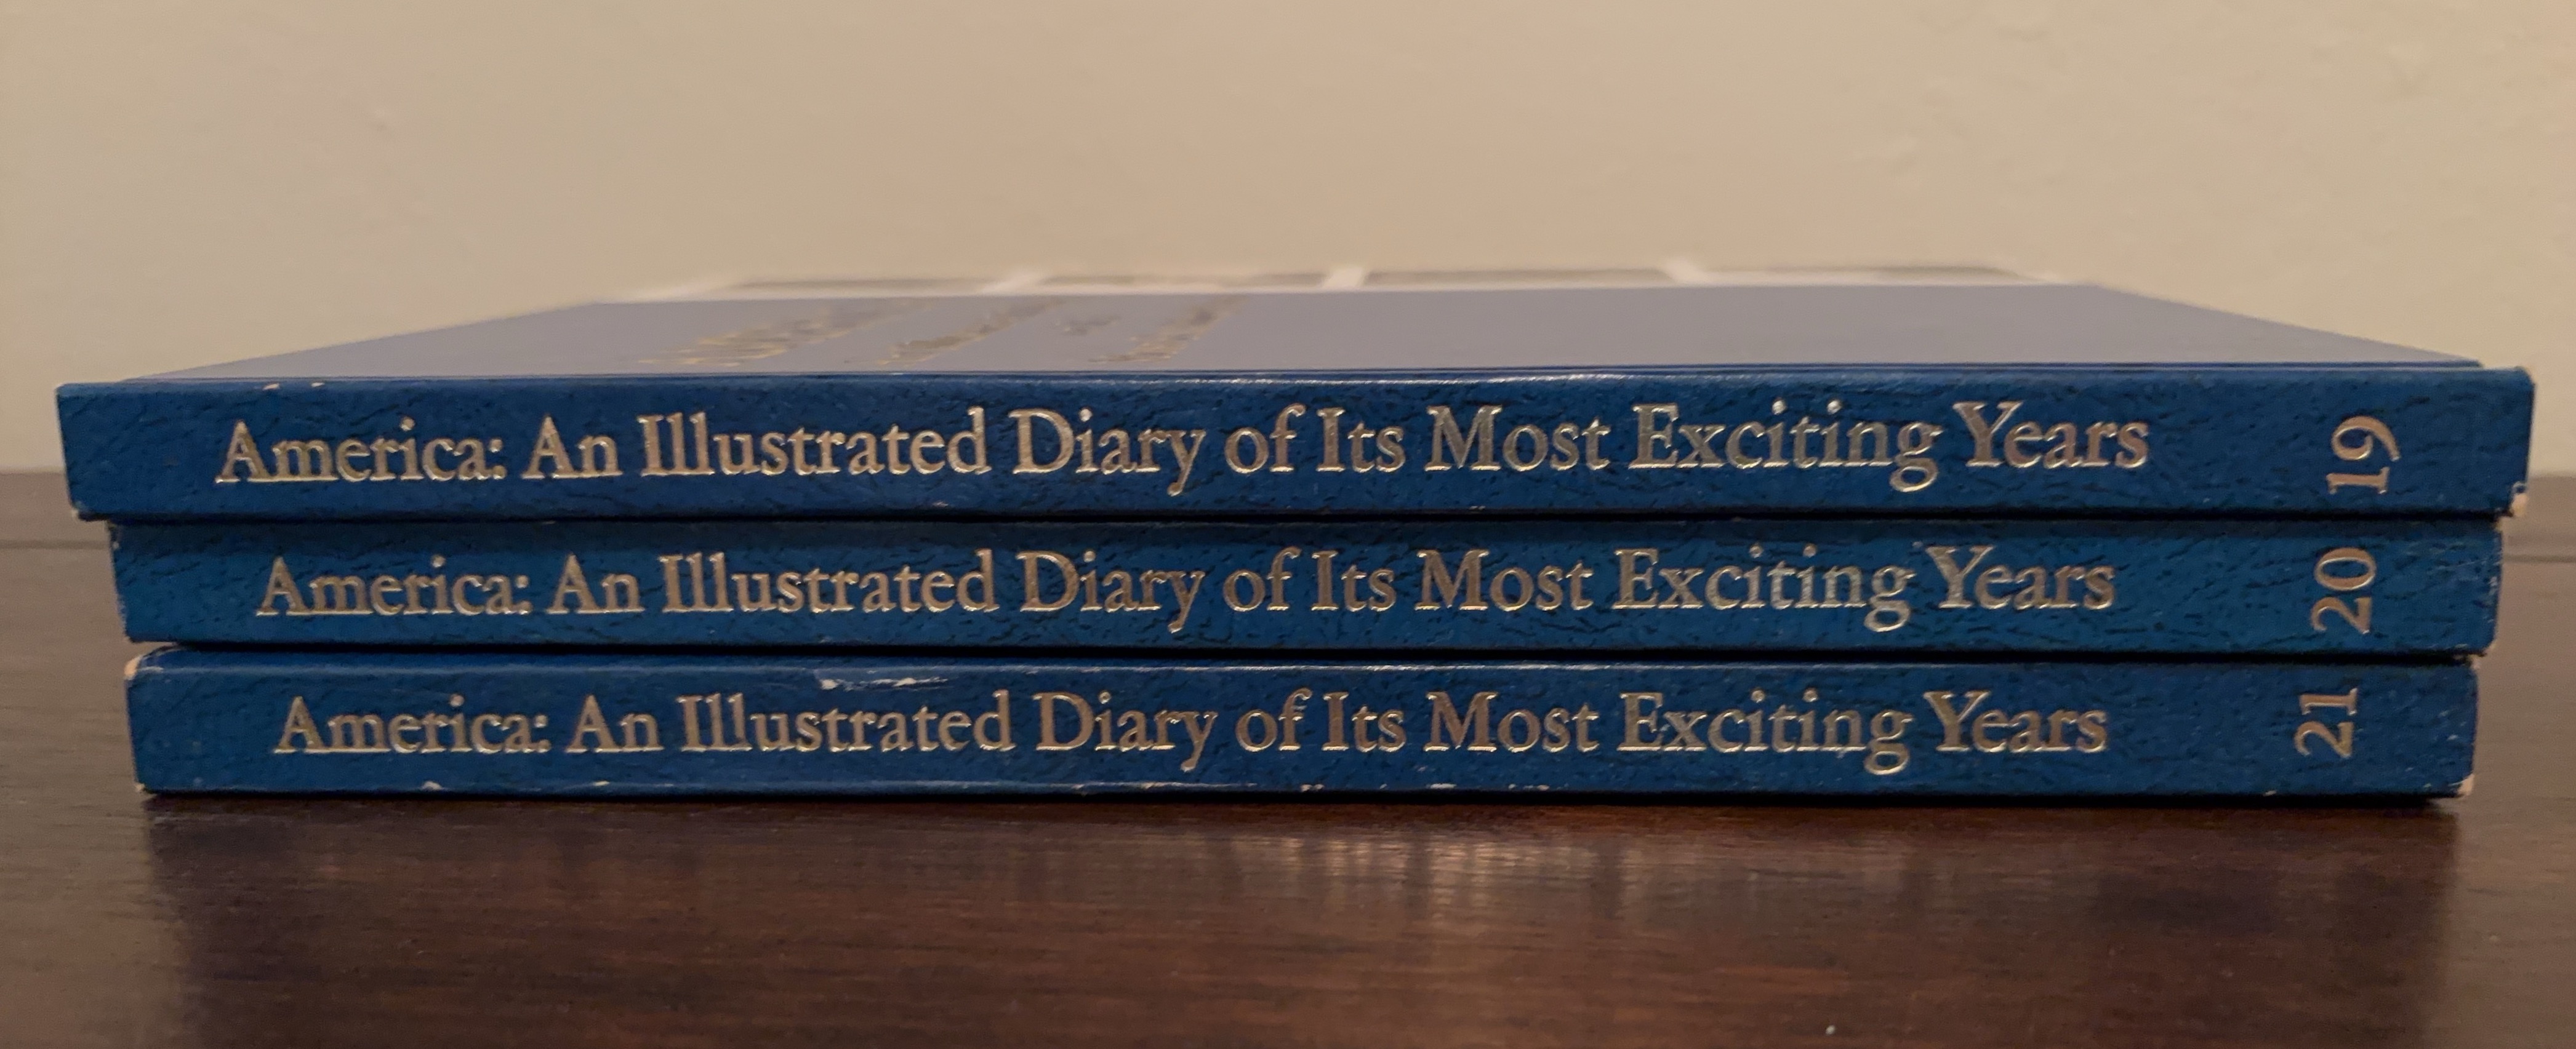 America: An Illustrated Diary of Its Most Exciting Years 19
America: An Illustrated Diary of Its Most Exciting Years 20
America: An Illustrated Diary of Its Most Exciting Years 21